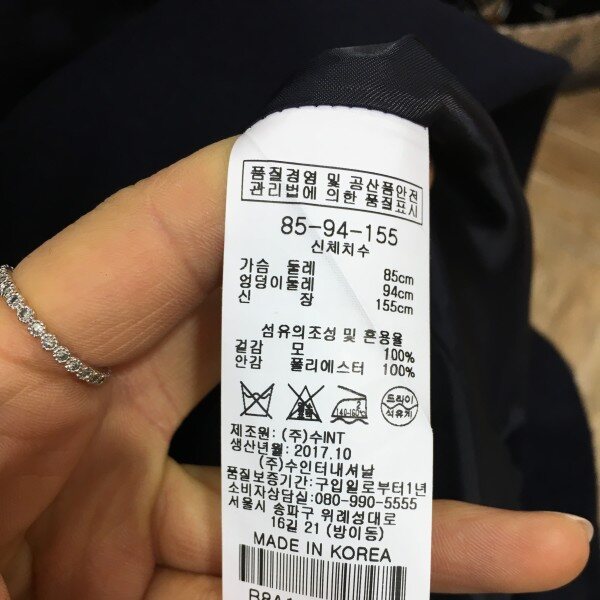 품질경영 및 공산품안전
관리법에 의한 품질표시
85-94-155
신체치수
가슴 둘레 85cm
엉덩이둘레 94cm
신 장 155cm
섬유의조성 및 혼용율
겉감 모 100%
안감 폴리에스터 100%
2
140-160℃
드라이
석유계
제조원: (주)수INT
생산년월: 2017.10
(주)수인터내셔날
품질보증기간: 구입일로부터1년
소비자상담실: 080-990-5555
서울시 송파구 위례성대로
16길 21 (방이동)
MADE IN KOREA